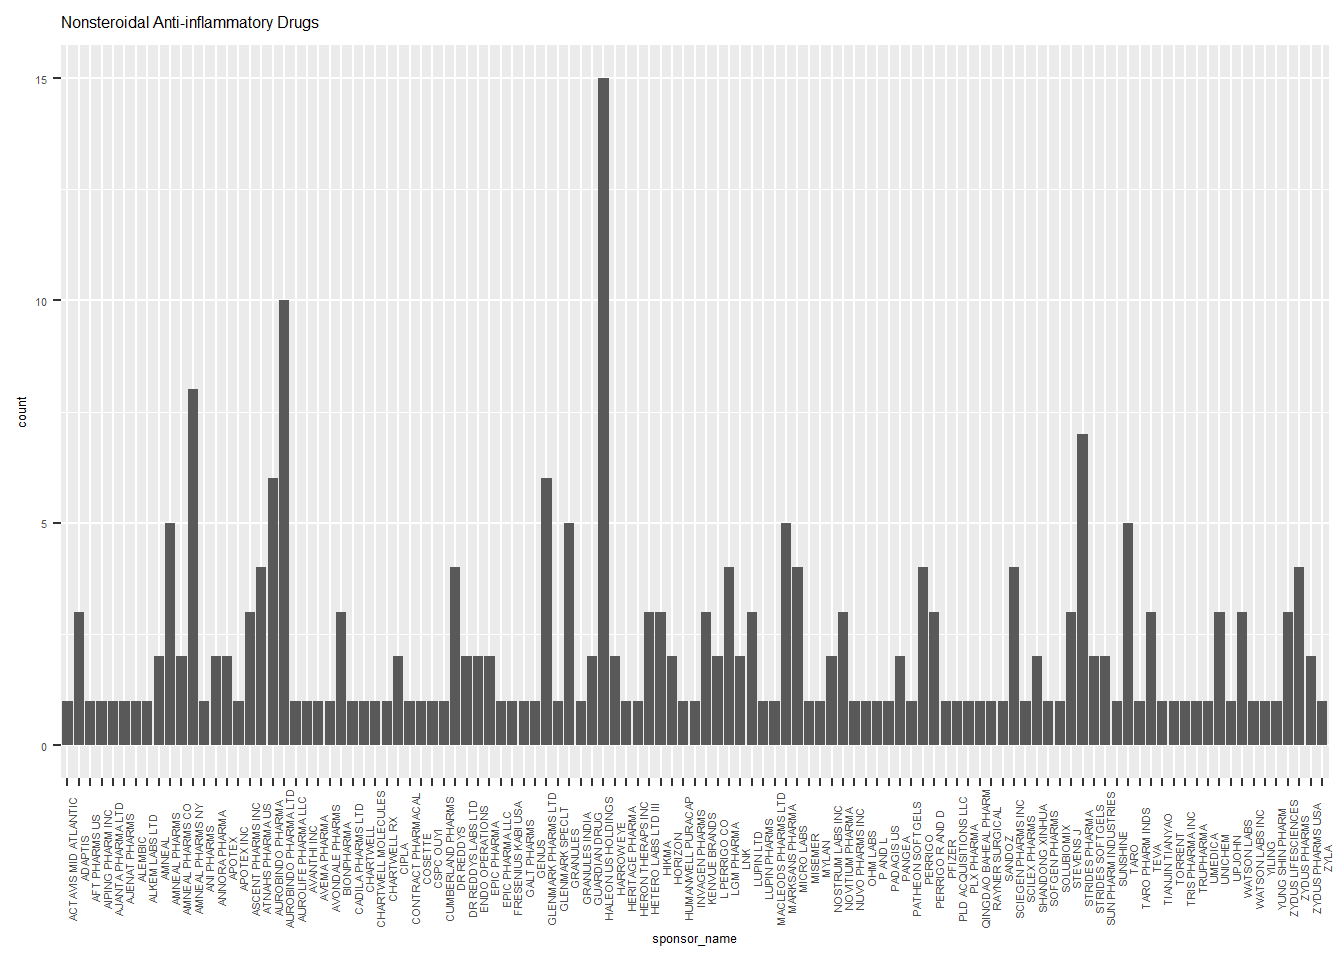 Nonsteroidal Anti-inflammatory Drugs
15
10
5
0
count
ACTAVIS MID ATLANTIC
ADAPTIS
AFT PHARMS US
AIPING PHARM INC
AJANTA PHARMA LTD
AJENAT PHARMS
ALEMBIC
ALKEM LABS LTD
AMNEAL
AMNEAL PHARMS
AMNEAL PHARMS CO
AMNEAL PHARMS NY
ANI PHARMS
ANNORA PHARMA
APOTEX
APOTEX INC
ASCENT PHARMS INC
ATNAHS PHARMA US
AUROBINDO PHARMA
AUROBINDO PHARMA LTD
AUROLIFE PHARMA LLC
AVANTHI INC
AVEMA PHARMA
AVONDALE PHARMS
BIONPHARMA
CADILA PHARMS LTD
CHARTWELL
CHARTWELL MOLECULES
CHARTWELL RX
CIPLA
CONTRACT PHARMACAL
COSETTE
CSPC OUYI
CUMBERLAND PHARMS
DR REDDYS
DR REDDYS LABS LTD
ENDO OPERATIONS
EPIC PHARMA
EPIC PHARMA LLC
FRESENIUS KABI USA
GALT PHARMS
GENUS
GLENMARK PHARMS LTD
GLENMARK SPECLT
GRANULES
GRANULES INDIA
GUARDIAN DRUG
HALEON US HOLDINGS
HARROW EYE
HERITAGE PHARMA
HERON THERAPS INC
HETERO LABS LTD III
HIKMA
HORIZON
HUMANWELL PURACAP
INVAGEN PHARMS
KENVUE BRANDS
L PERRIGO CO
LGM PHARMA
LNK
LUPIN LTD
LUPIN PHARMS
MACLEODS PHARMS LTD
MARKSANS PHARMA
MICRO LABS
MISEMER
MYLAN
NOSTRUM LABS INC
NOVITIUM PHARMA
NUVO PHARMS INC
OHM LABS
P AND L
PADAGIS US
PANGEA
PATHEON SOFTGELS
PERRIGO
PERRIGO R AND D
PFIZER
PLD ACQUISITIONS LLC
PLX PHARMA
QINGDAO BAHEAL PHARM
RAYNER SURGICAL
SANDOZ
SCIEGEN PHARMS INC
SCILEX PHARMS
SHANDONG XINHUA
SOFGEN PHARMS
SOLUBIOMIX
STEVENS J
STRIDES PHARMA
STRIDES SOFTGELS
SUN PHARM INDUSTRIES
SUNSHINE
TARO
TARO PHARM INDS
TEVA
TIANJIN TIANYAO
TORRENT
TRIS PHARMA INC
TRUPHARMA
UMEDICA
UNICHEM
UPJOHN
WATSON LABS
WATSON LABS INC
YILING
YUNG SHIN PHARM
ZYDUS LIFESCIENCES
ZYDUS PHARMS
ZYDUS PHARMS USA
ZYLA
sponsor_name